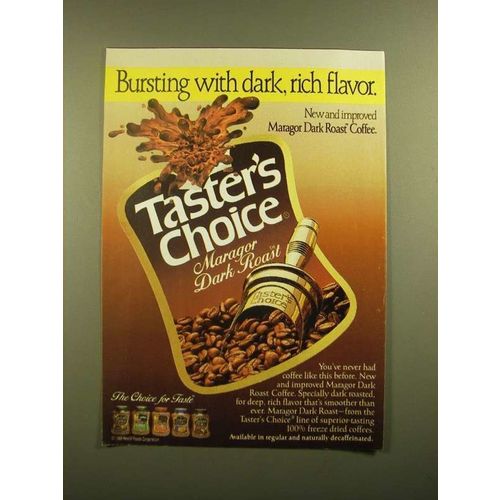 Bursting with dark, rich flavor.
New and improved
Maragor Dark Roast™ Coffee.
Taster's
Choice®
Maragor
Dark Roast™
Taster's
Choice
You've never had
coffee like this before. New
and improved Maragor Dark
Roast Coffee. Specially dark roasted,
for deep, rich flavor that's smoother than
ever. Maragor Dark Roast—from the
Taster's Choice® line of superior-tasting
100% freeze dried coffees.
Available in regular and naturally decaffeinated.
The Choice for Taste